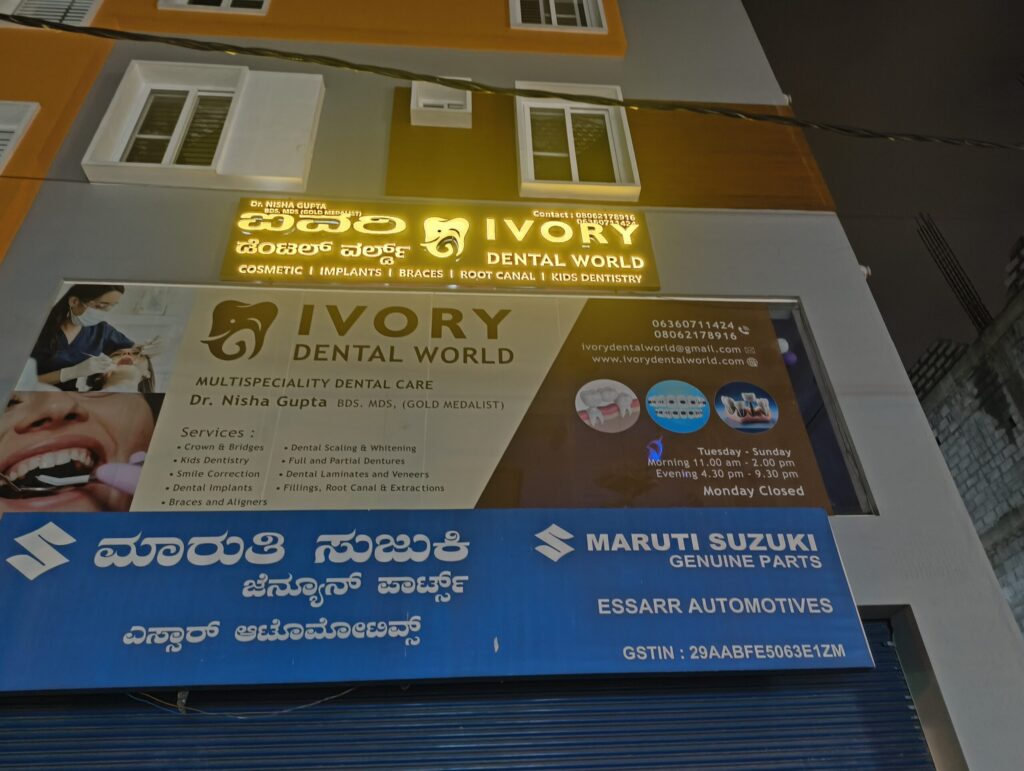 Dr. NISHA GUPTA
BDS. MDS (GOLD MEDALIST)
ಐವರಿ
ಡೆಂಟಲ್ ವರ್ಲ್ಡ್
Contact : 08062178916
06360711424
IVORY
DENTAL WORLD
COSMETIC I IMPLANTS I BRACES I ROOT CANAL I KIDS DENTISTRY
IVORY
DENTAL WORLD
MULTISPECIALITY DENTAL CARE
Dr. Nisha Gupta BDS. MDS, (GOLD MEDALIST)
Services :
• Crown & Bridges
• Kids Dentistry
• Smile Correction
• Dental Implants
• Braces and Aligners
• Dental Scaling & Whitening
• Full and Partial Dentures
• Dental Laminates and Veneers
• Fillings, Root Canal & Extractions
06360711424
08062178916
ivorydentalworld@gmail.com
www.ivorydentalworld.com
Tuesday - Sunday
Morning 11.00 am - 2.00 pm
Evening 4.30 pm - 9.30 pm
Monday Closed
ಮಾರುತಿ ಸುಜುಕಿ
ಜೆನ್ಯೂನ್ ಪಾರ್ಟ್ಸ್
ಎಸ್ಸಾರ್ ಆಟೊಮೋಟಿವ್ಸ್
MARUTI SUZUKI
GENUINE PARTS
ESSARR AUTOMOTIVES
GSTIN : 29AABFE5063E1ZM